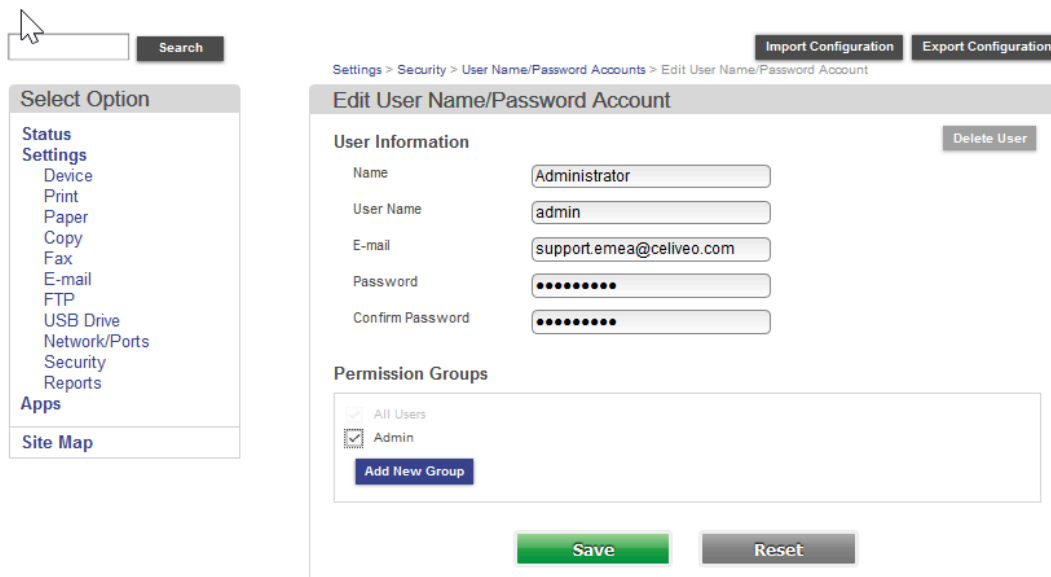 Search
Import Configuration
Export Configuration
Settings > Security > User Name/Password Accounts > Edit User Name/Password Account
Select Option
Status
Settings
Device
Print
Paper
Copy
Fax
E-mail
FTP
USB Drive
Network/Ports
Security
Reports
Apps
Site Map
Edit User Name/Password Account
User Information
Delete User
Name
Administrator
User Name
admin
E-mail
support.emea@celiveo.com
Password
•••••••••
Confirm Password
•••••••••
Permission Groups
All Users
Admin
Add New Group
Save
Reset